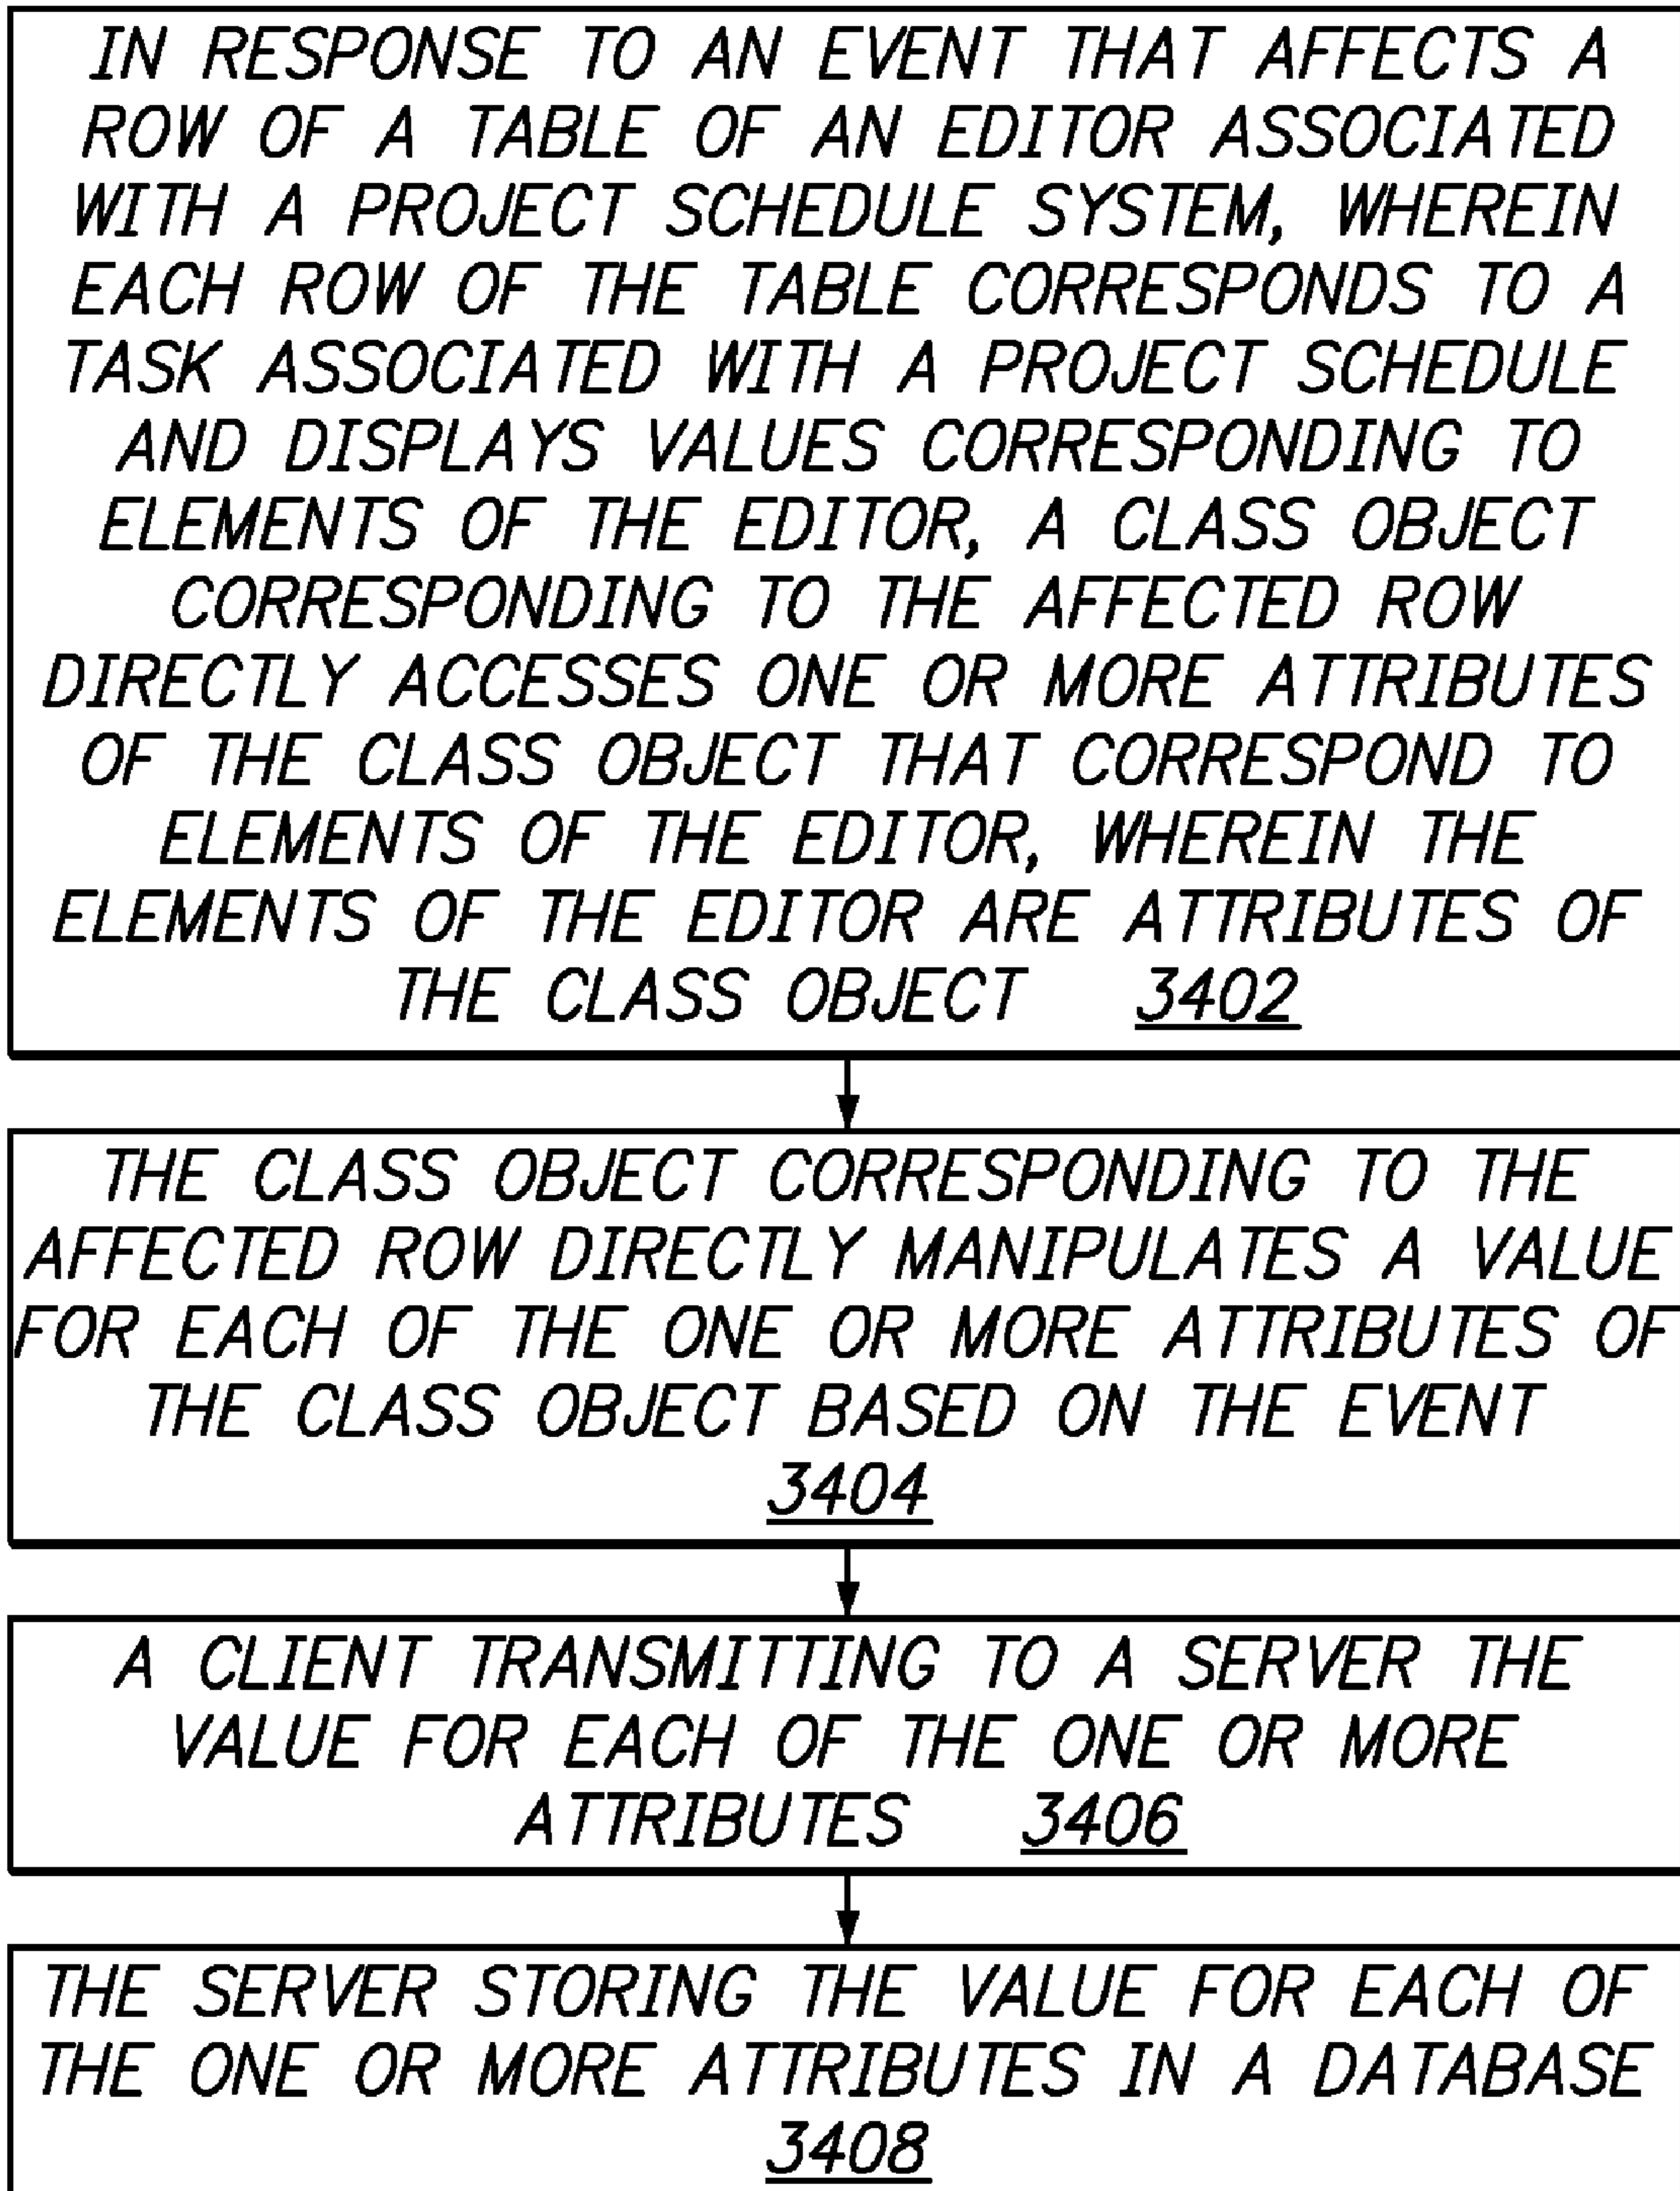 IN RESPONSE TO AN EVENT THAT AFFECTS A
ROW OF A TABLE OF AN EDITOR ASSOCIATED
WITH A PROJECT SCHEDULE SYSTEM, WHEREIN
EACH ROW OF THE TABLE CORRESPONDS TO A
TASK ASSOCIATED WITH A PROJECT SCHEDULE
AND DISPLAYS VALUES CORRESPONDING TO
ELEMENTS OF THE EDITOR, A CLASS OBJECT
CORRESPONDING TO THE AFFECTED ROW
DIRECTLY ACCESSES ONE OR MORE ATTRIBUTES
OF THE CLASS OBJECT THAT CORRESPOND TO
ELEMENTS OF THE EDITOR, WHEREIN THE
ELEMENTS OF THE EDITOR ARE ATTRIBUTES OF
THE CLASS OBJECT 3402
THE CLASS OBJECT CORRESPONDING TO THE
AFFECTED ROW DIRECTLY MANIPULATES A VALUE
FOR EACH OF THE ONE OR MORE ATTRIBUTES OF
THE CLASS OBJECT BASED ON THE EVENT
3404
A CLIENT TRANSMITTING TO A SERVER THE
VALUE FOR EACH OF THE ONE OR MORE
ATTRIBUTES 3406
THE SERVER STORING THE VALUE FOR EACH OF
THE ONE OR MORE ATTRIBUTES IN A DATABASE
3408